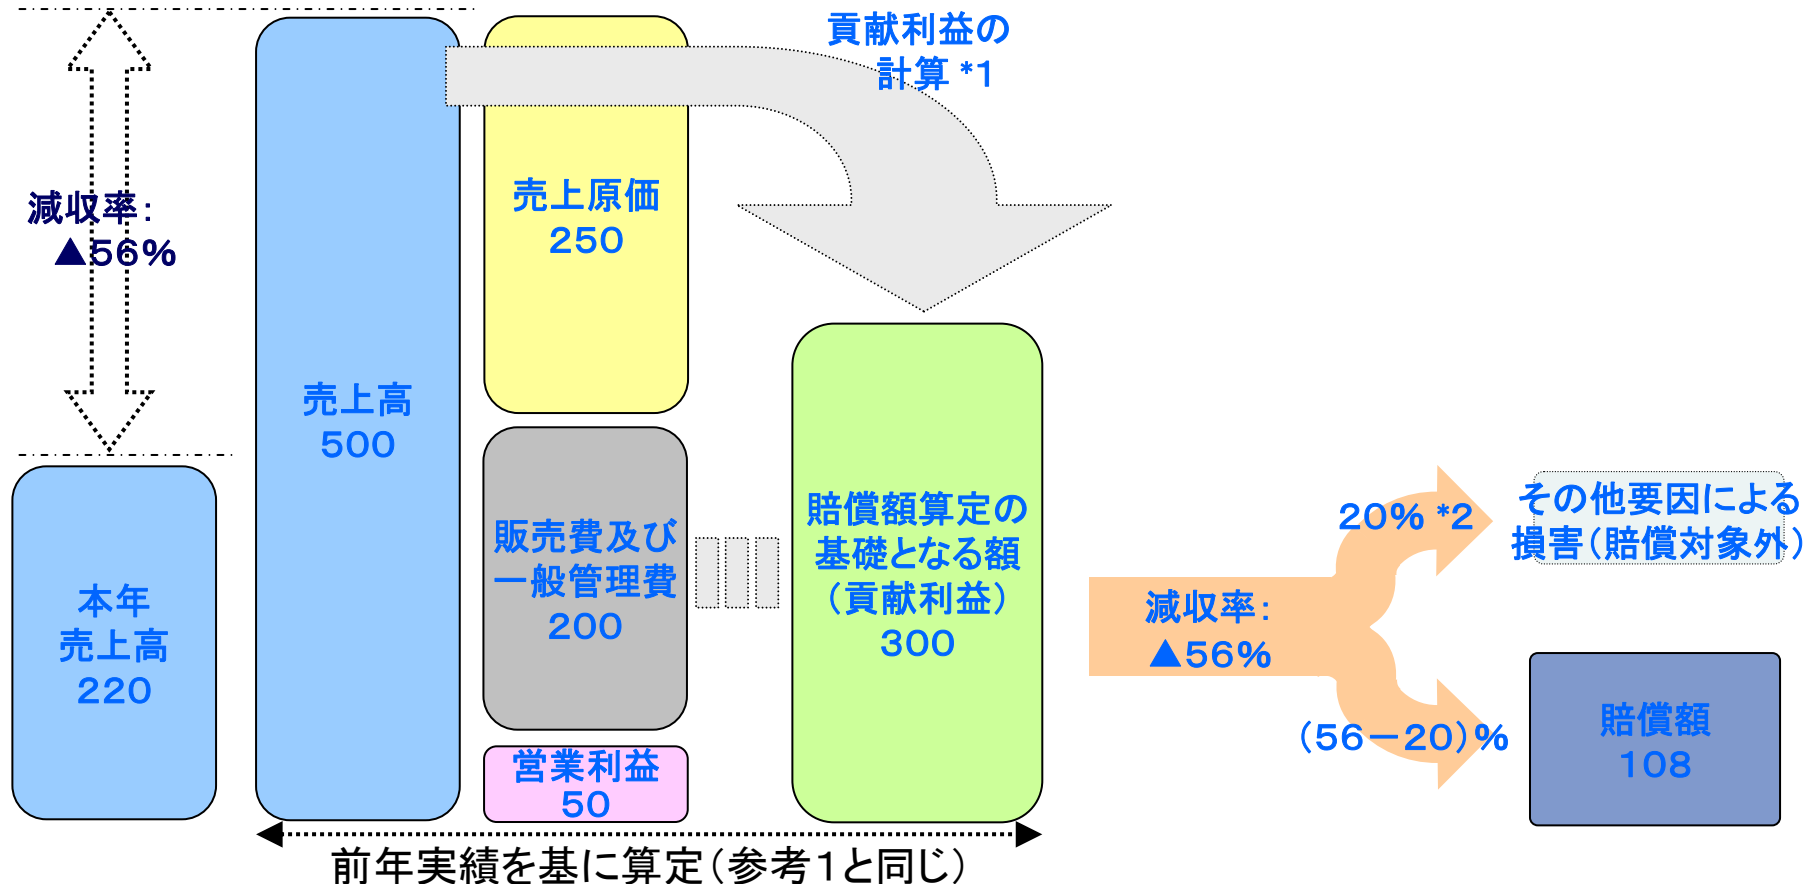 貢献利益の
計算 *1
減収率：
▲56%
売上原価
250
売上高
500
販売費及び
一般管理費
200
営業利益
50
賠償額算定の
基礎となる額
（貢献利益）
300
本年
売上高
220
減収率：
▲56%
20% *2
その他要因による
損害（賠償対象外）
（56－20）%
賠償額
108
前年実績を基に算定（参考１と同じ）